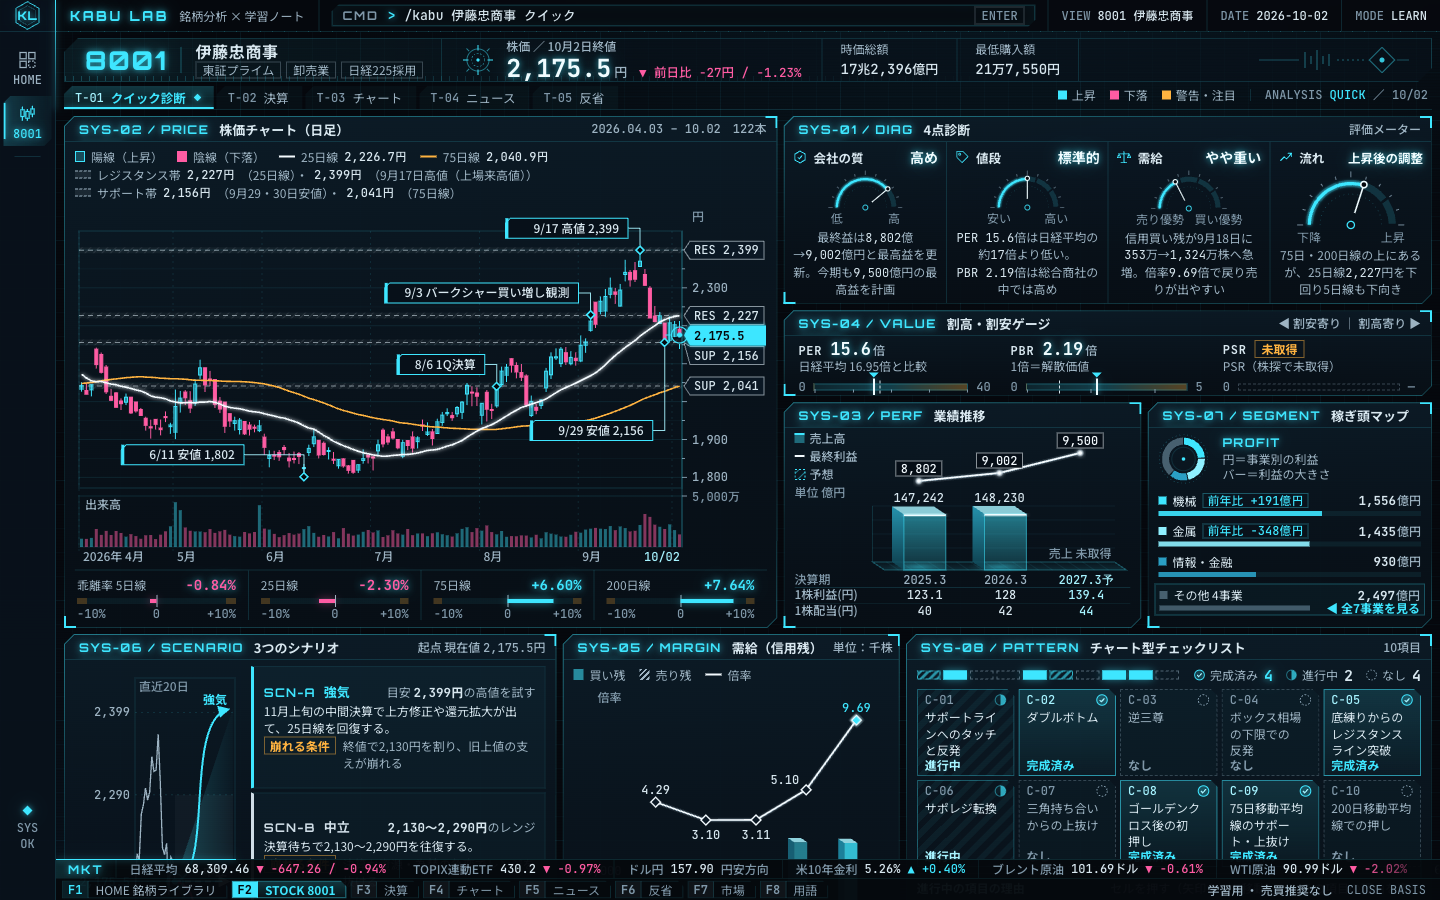 KL KABU LAB 銘柄分析 × 学習ノート CMD > /kabu 伊藤忠商事 クイック ENTER VIEW 8001 伊藤忠商事 DATE 2026-10-02 MODE LEARN
HOME
8001
SYS
OK
8001 伊藤忠商事
東証プライム 卸売業 日経225採用
株価 ／ 10月2日終値
2,175.5 円 ▼ 前日比 -27円 / -1.23%
時価総額
17兆2,396億円
最低購入額
21万7,550円
T-01 クイック診断 ◆ T-02 決算 T-03 チャート T-04 ニュース T-05 反省
上昇 下落 警告・注目 ANALYSIS QUICK ／ 10/02
SYS-02 / PRICE 株価チャート（日足） 2026.04.03 − 10.02 122本
陽線（上昇） 陰線（下落） 25日線 2,226.7円 75日線 2,040.9円
レジスタンス帯 2,227円 （25日線）・ 2,399円 （9月17日高値（上場来高値））
サポート帯 2,156円 （9月29・30日安値）・ 2,041円 （75日線）
円
9/17 高値 2,399
RES 2,399
9/3 バークシャー買い増し観測
2,300
RES 2,227
2,175.5
SUP 2,156
8/6 1Q決算
SUP 2,041
9/29 安値 2,156
6/11 安値 1,802
1,900
1,800
5,000万
出来高
2026年 4月 5月 6月 7月 8月 9月 10/02
乖離率 5日線 -0.84% 25日線 -2.30% 75日線 +6.60% 200日線 +7.64%
-10% 0 +10% -10% 0 +10% -10% 0 +10% -10% 0 +10%
SYS-01 / DIAG 4点診断 評価メーター
会社の質 高め
低 高
最終益は8,802億
→9,002億円と最高益を更
新。今期も9,500億円の最
高益を計画
値段 標準的
安い 高い
PER 15.6倍は日経平均の
約17倍より低い。
PBR 2.19倍は総合商社の
中では高め
需給 やや重い
売り優勢 買い優勢
信用買い残が9月18日に
353万→1,324万株へ急
増。倍率9.69倍で戻り売
りが出やすい
流れ 上昇後の調整
下降 上昇
75日・200日線の上にある
が、25日線2,227円を下
回り5日線も下向き
SYS-04 / VALUE 割高・割安ゲージ ◀ 割安寄り ｜ 割高寄り ▶
PER 15.6倍
日経平均 16.95倍と比較
0 40
PBR 2.19倍
1倍＝解散価値
0 5
PSR 未取得
PSR（株探で未取得）
0 —
SYS-03 / PERF 業績推移
売上高
最終利益
予想
単位 億円
8,802 9,002 9,500
147,242 148,230
売上 未取得
決算期 2025.3 2026.3 2027.3予
1株利益(円) 123.1 128 139.4
1株配当(円) 40 42 44
SYS-07 / SEGMENT 稼ぎ頭マップ
PROFIT
円＝事業別の利益
バー＝利益の大きさ
機械 前年比 +191億円 1,556億円
金属 前年比 -348億円 1,435億円
情報・金融 930億円
その他 4事業 2,497億円
◀ 全7事業を見る
SYS-06 / SCENARIO 3つのシナリオ 起点 現在値 2,175.5円
直近20日
強気
2,399
2,290
SCN-A 強気 目安 2,399円の高値を試す
11月上旬の中間決算で上方修正や還元拡大が出
て、25日線を回復する。
崩れる条件 終値で2,130円を割り、旧上値の支
えが崩れる
SCN-B 中立 2,130〜2,290円のレンジ
決算待ちで2,130〜2,290円を往復する。
SYS-05 / MARGIN 需給（信用残） 単位：千株
買い残 売り残 倍率
倍率
4.29 3.10 3.11 5.10 9.69
SYS-08 / PATTERN チャート型チェックリスト 10項目
完成済み 4 進行中 2 なし 4
C-01
サポートライ
ンへのタッチ
と反発
進行中
C-02
ダブルボトム
完成済み
C-03
逆三尊
なし
C-04
ボックス相場
の下限での
反発
なし
C-05
底練りからの
レジスタンス
ライン突破
完成済み
C-06
サポレジ転換
進行中
C-07
三角持ち合い
からの上抜け
なし
C-08
ゴールデンク
ロス後の初
押し
完成済み
C-09
75日移動平均
線のサポー
ト・上抜け
完成済み
C-10
200日移動平均
線での押し
なし
MKT 日経平均 68,309.46 ▼ -647.26 / -0.94% TOPIX連動ETF 430.2 ▼ -0.97% ドル円 157.90 円安方向 米10年金利 5.26% ▲ +0.40% ブレント原油 101.69ドル ▼ -0.61% WTI原油 90.99ドル ▼ -2.02%
F1 HOME 銘柄ライブラリ F2 STOCK 8001 F3 決算 F4 チャート F5 ニュース F6 反省 F7 市場 F8 用語 学習用 ・ 売買推奨なし CLOSE BASIS